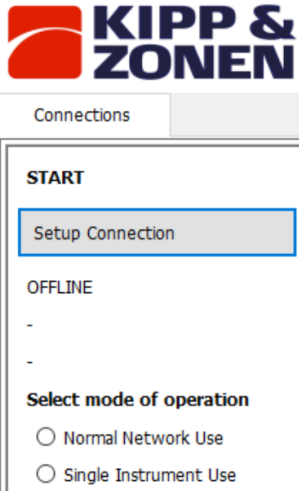 KIPP &
ZONEN
Connections
START
Setup Connection
OFFLINE
-
-
Select mode of operation
Normal Network Use
Single Instrument Use